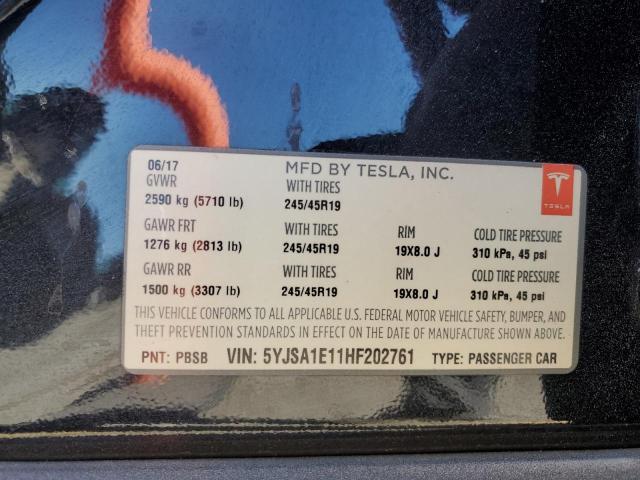 06/17 MFD BY TESLA, INC.
GVWR WITH TIRES
2590 kg (5710 lb) 245/45R19
TESLA
GAWR FRT WITH TIRES RIM COLD TIRE PRESSURE
1276 kg (2813 lb) 245/45R19 19X8.0 J 310 kPa, 45 psi
GAWR RR WITH TIRES RIM COLD TIRE PRESSURE
1500 kg (3307 lb) 245/45R19 19X8.0 J 310 kPa, 45 psi
THIS VEHICLE CONFORMS TO ALL APPLICABLE U.S. FEDERAL MOTOR VEHICLE SAFETY, BUMPER, AND
THEFT PREVENTION STANDARDS IN EFFECT ON THE DATE OF MANUFACTURE SHOWN ABOVE.
PNT: PBSB VIN: 5YJSA1E11HF202761 TYPE: PASSENGER CAR